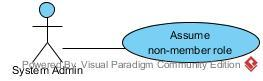 Assume
non-member role
Powered By Visual Paradigm Community Edition
System Admin